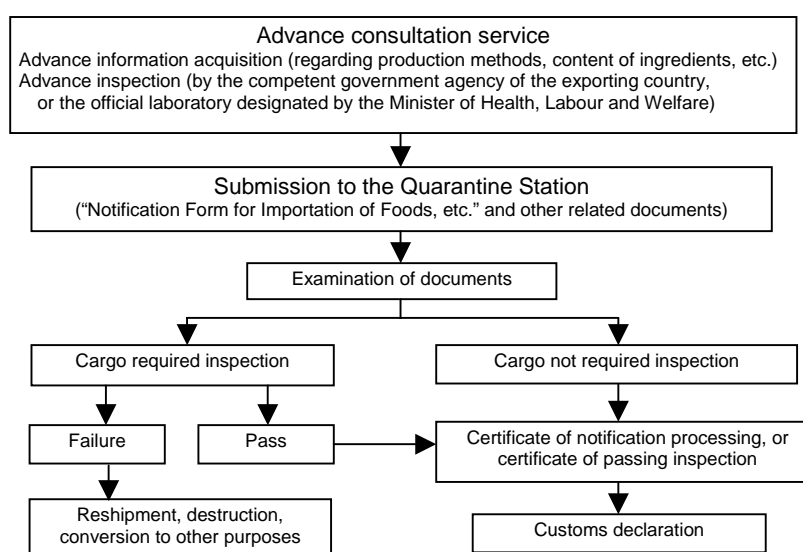 Advance consultation service
Advance information acquisition (regarding production methods, content of ingredients, etc.)
Advance inspection (by the competent government agency of the exporting country,
or the official laboratory designated by the Minister of Health, Labour and Welfare)
Submission to the Quarantine Station
(“Notification Form for Importation of Foods, etc.” and other related documents)
Examination of documents
Cargo required inspection
Cargo not required inspection
Failure
Pass
Certificate of notification processing, or
certificate of passing inspection
Reshipment, destruction,
conversion to other purposes
Customs declaration